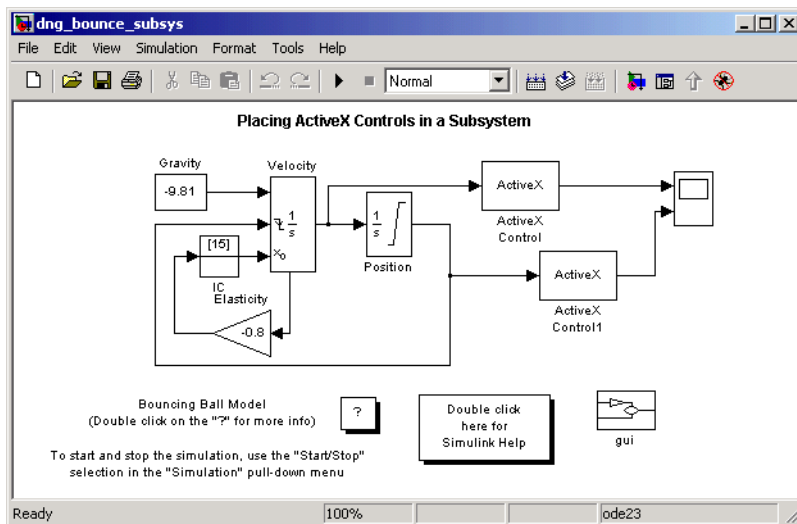 dng_bounce_subsys
File Edit View Simulation Format Tools Help
Normal
Placing ActiveX Controls in a Subsystem
Gravity
Velocity
-9.81
1
s
x0
[15]
IC
Elasticity
-0.8
1
s
Position
ActiveX
ActiveX
Control
ActiveX
ActiveX
Control1
Bouncing Ball Model
(Double click on the "?" for more info)
?
Double click
here for
Simulink Help
gui
To start and stop the simulation, use the "Start/Stop"
selection in the "Simulation" pull-down menu
Ready 100% ode23